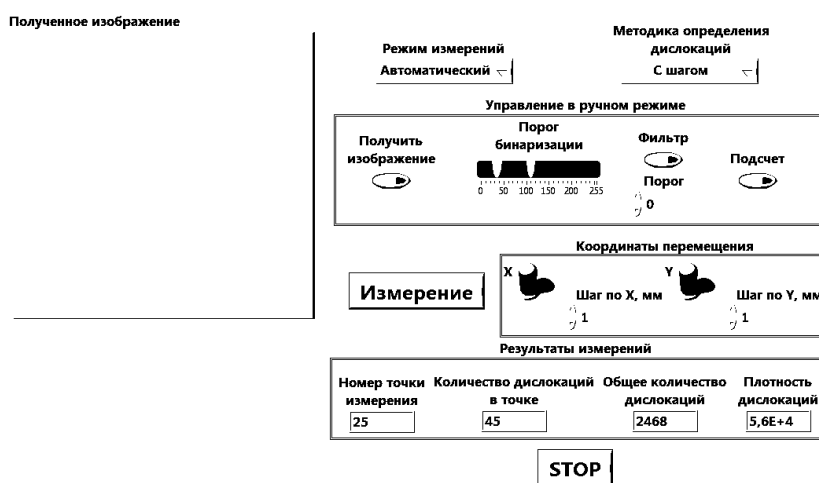 Полученное изображение
Режим измерений
Автоматический
Методика определения
дислокаций
С шагом
Управление в ручном режиме
Получить
изображение
Порог
бинаризации
0 50 100 150 200 255
Фильтр
Порог
0
Подсчет
Измерение
Координаты перемещения
X
Шаг по X, мм
1
Y
Шаг по Y, мм
1
Результаты измерений
Номер точки
измерения
25
Количество дислокаций
в точке
45
Общее количество
дислокаций
2468
Плотность
дислокаций
5,6E+4
STOP